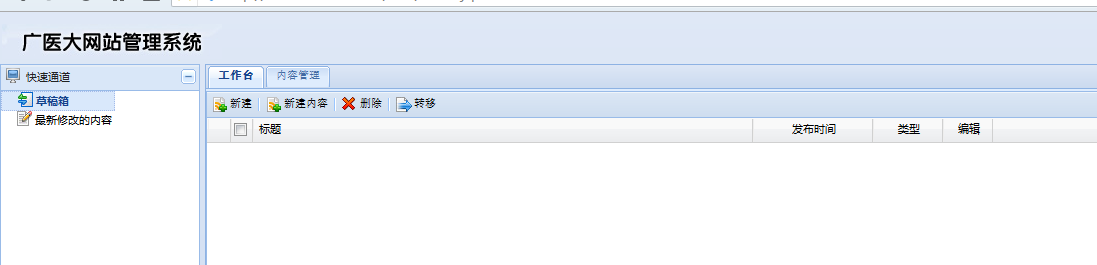 广医大网站管理系统
快速通道
工作台 内容管理
草稿箱
新建 新建内容 删除 转移
最新修改的内容
标题 发布时间 类型 编辑